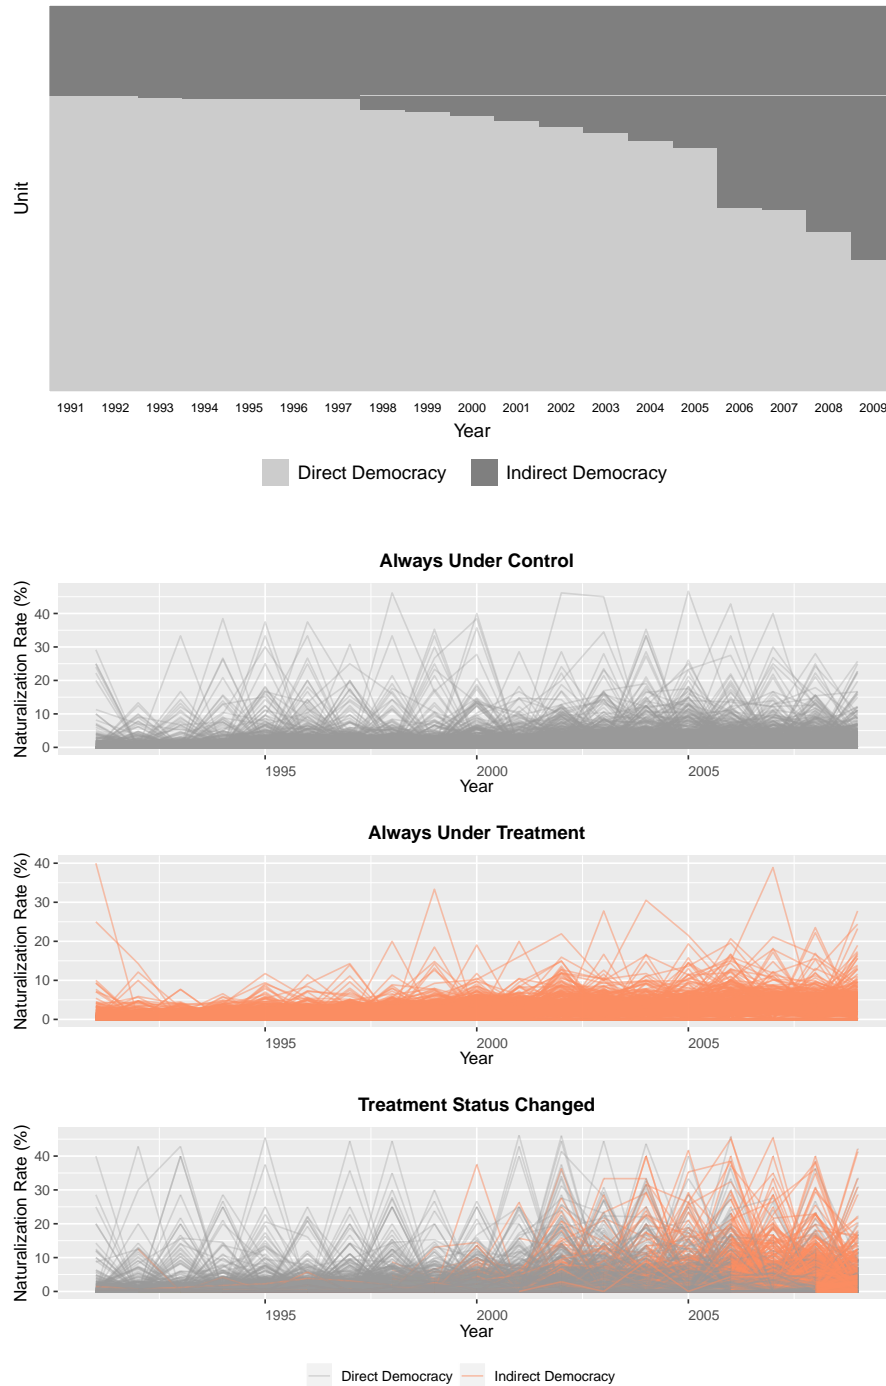 Unit
1991 1992 1993 1994 1995 1996 1997 1998 1999 2000 2001 2002 2003 2004 2005 2006 2007 2008 2009
Year
Direct Democracy Indirect Democracy
Always Under Control
Naturalization Rate (%)
40
30
20
10
0
1995 2000 2005
Year
Always Under Treatment
Naturalization Rate (%)
40
30
20
10
0
1995 2000 2005
Year
Treatment Status Changed
Naturalization Rate (%)
40
30
20
10
0
1995 2000 2005
Year
Direct Democracy Indirect Democracy